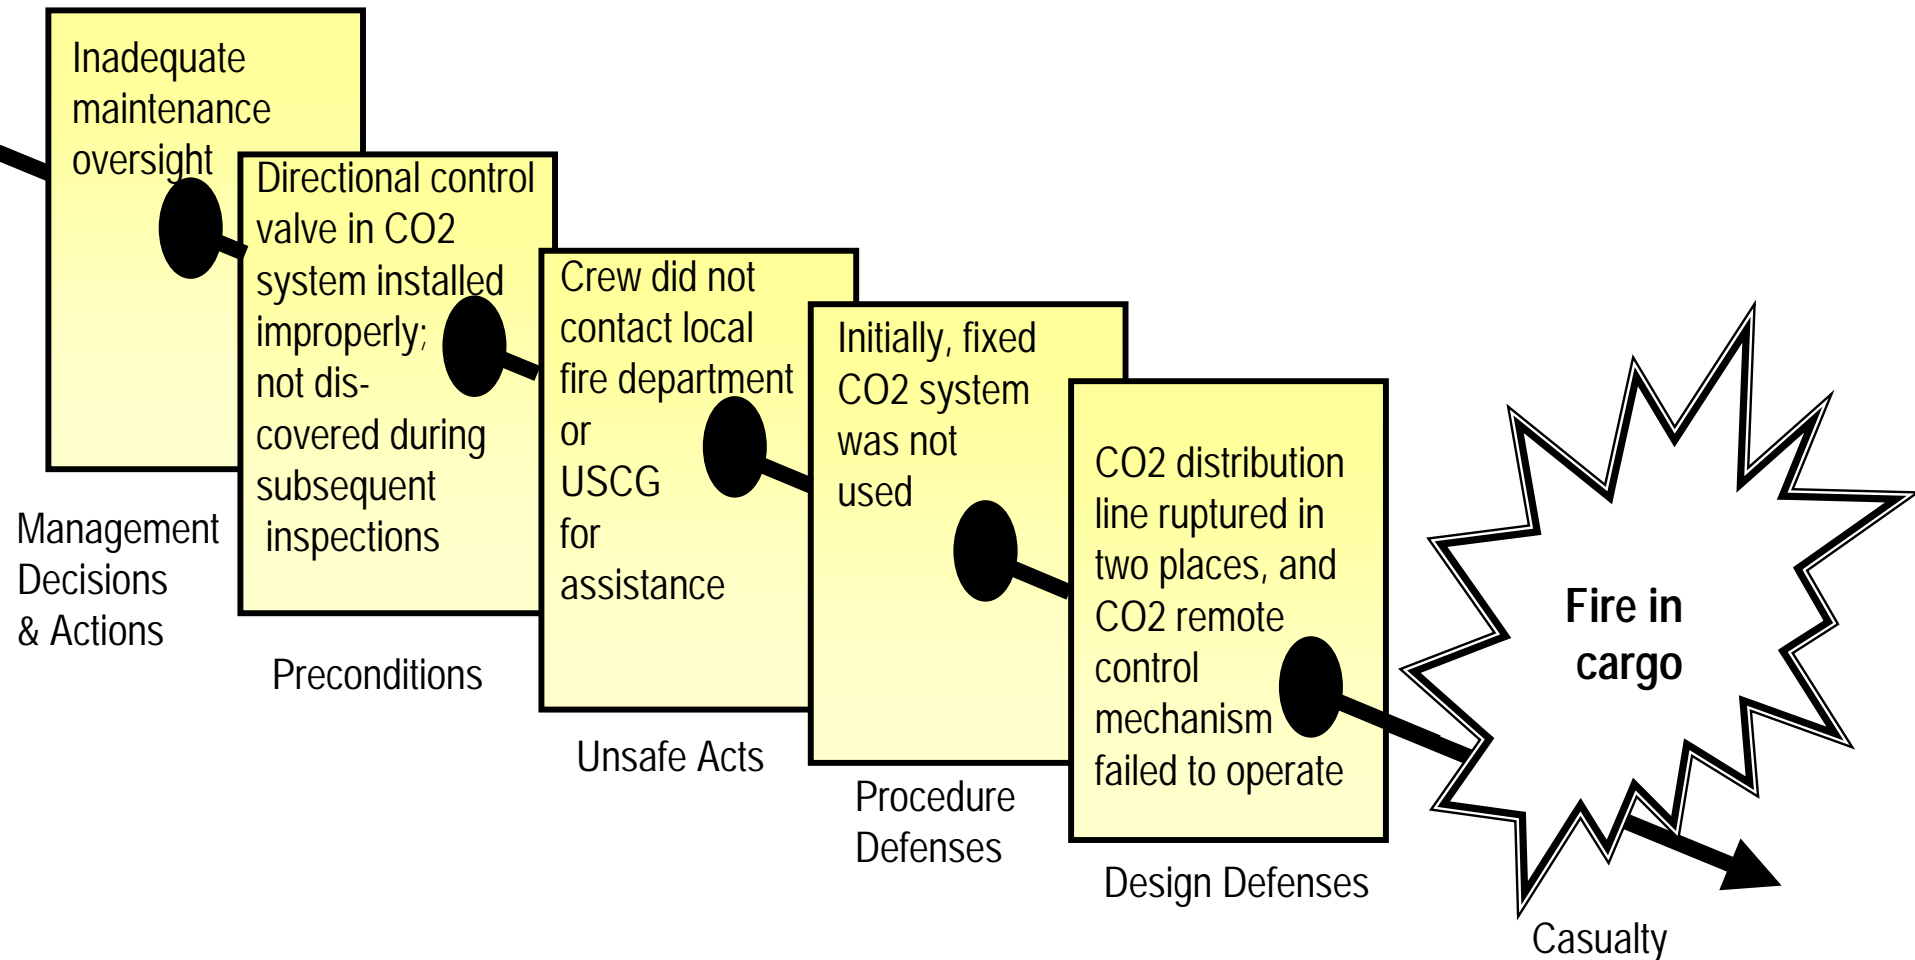 Inadequate
maintenance
oversight
Management
Decisions
& Actions
Directional control
valve in CO2
system installed
improperly;
not dis-
covered during
subsequent
inspections
Preconditions
Crew did not
contact local
fire department
or
USCG
for
assistance
Unsafe Acts
Initially, fixed
CO2 system
was not
used
Procedure
Defenses
CO2 distribution
line ruptured in
two places, and
CO2 remote
control
mechanism
failed to operate
Design Defenses
Fire in
cargo
Casualty